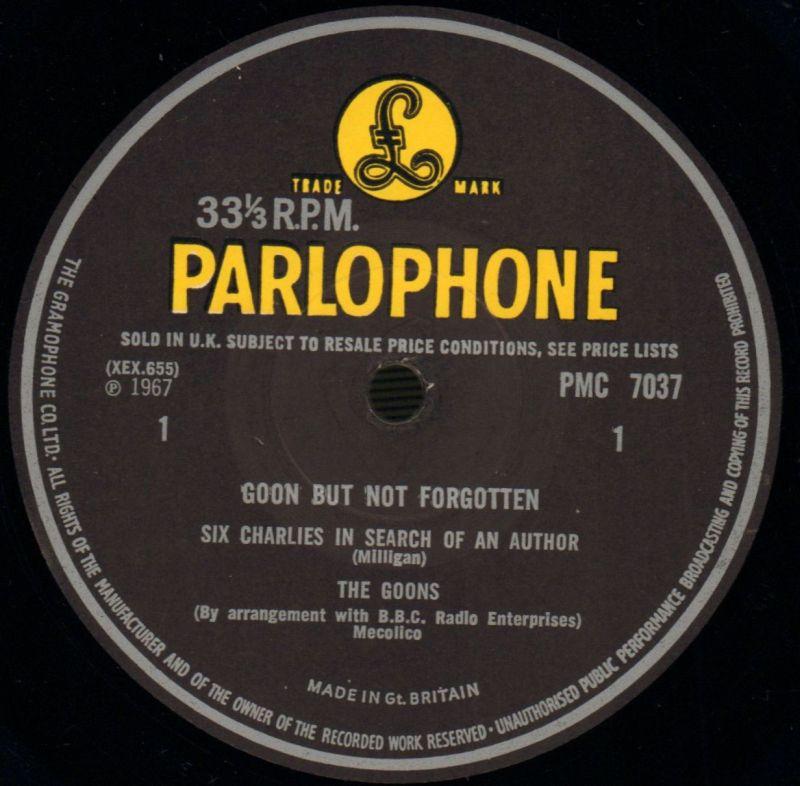 £
TRADE MARK
33⅓ R.P.M.
PARLOPHONE
SOLD IN U.K. SUBJECT TO RESALE PRICE CONDITIONS, SEE PRICE LISTS
(XEX.655)
℗ 1967
PMC 7037
1
1
GOON BUT NOT FORGOTTEN
SIX CHARLIES IN SEARCH OF AN AUTHOR
(Milligan)
THE GOONS
(By arrangement with B.B.C. Radio Enterprises)
Mecolico
MADE IN Gt. BRITAIN
THE GRAMOPHONE CO. LTD. · ALL RIGHTS OF THE MANUFACTURER AND OF THE OWNER OF THE RECORDED WORK RESERVED · UNAUTHORISED PUBLIC PERFORMANCE BROADCASTING AND COPYING OF THIS RECORD PROHIBITED